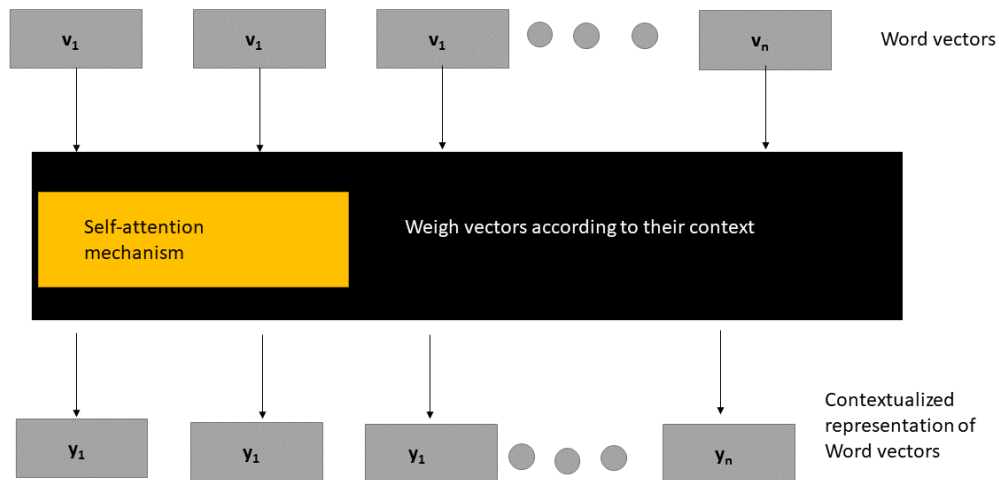 v₁ v₁ v₁ vₙ Word vectors
Self-attention
mechanism
Weigh vectors according to their context
Contextualized
representation of
Word vectors
y₁ y₁ y₁ yₙ